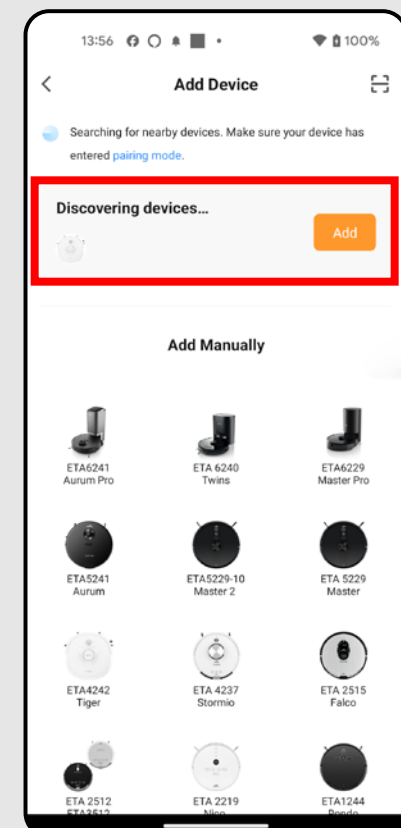 13:56
100%
Add Device
Searching for nearby devices. Make sure your device has
entered pairing mode.
Discovering devices...
Add
Add Manually
ETA6241
Aurum Pro
ETA 6240
Twins
ETA6229
Master Pro
ETA5241
Aurum
ETA5229-10
Master 2
ETA 5229
Master
ETA4242
Tiger
ETA 4237
Stormio
ETA 2515
Falco
ETA 2512
ETA3512
ETA 2219
Nico
ETA1244